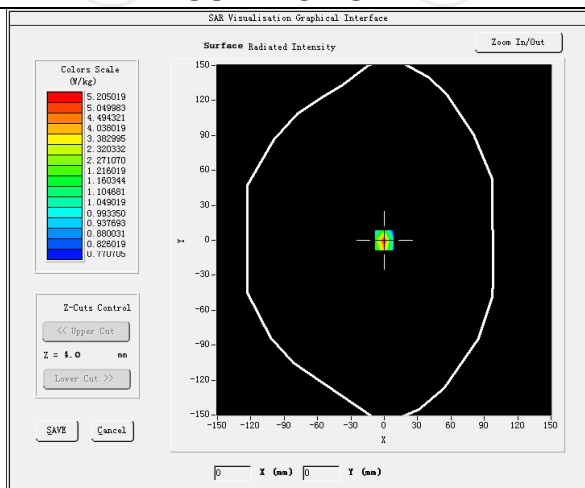 SAR Visualisation Graphical Interface
Surface Radiated Intensity
Zoom In/Out
Colors Scale
(W/kg)
5.205019
5.049983
4.494321
4.038019
3.382995
2.320332
2.271070
1.216019
1.160344
1.104681
1.049019
0.993350
0.937693
0.880031
0.826019
0.770705
150
120
90
60
30
0
-30
-60
-90
-120
-150
Y
-150 -120 -90 -60 -30 0 30 60 90 120 150
X
Z-Cuts Control
<< Upper Cut
Z = 4.0 mm
Lower Cut >>
SAVE Cancel
0 X (mm) 0 Y (mm)